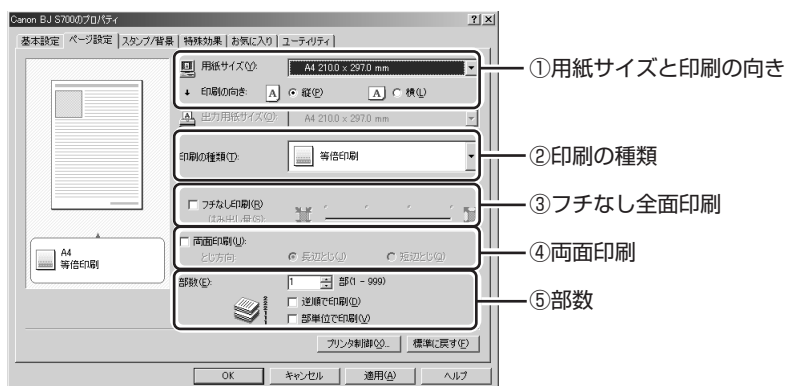 Canon BJ S700のプロパティ
基本設定 ページ設定 スタンプ/背景 特殊効果 お気に入り ユーティリティ
用紙サイズ(Y): A4 210.0 × 297.0 mm
①用紙サイズと印刷の向き
印刷の向き: A 縦(P) A 横(L)
出力用紙サイズ(O): A4 210.0 × 297.0 mm
印刷の種類(T): 等倍印刷
②印刷の種類
フチなし印刷(R)
はみ出し量(S):
③フチなし全面印刷
両面印刷(U):
とじ方向: 長辺とじ(J) 短辺とじ(Q)
④両面印刷
A4
等倍印刷
部数(E): 1 部(1 - 999)
逆順で印刷(D)
部単位で印刷(V)
⑤部数
プリンタ制御(X)... 標準に戻す(F)
OK キャンセル 適用(A) ヘルプ